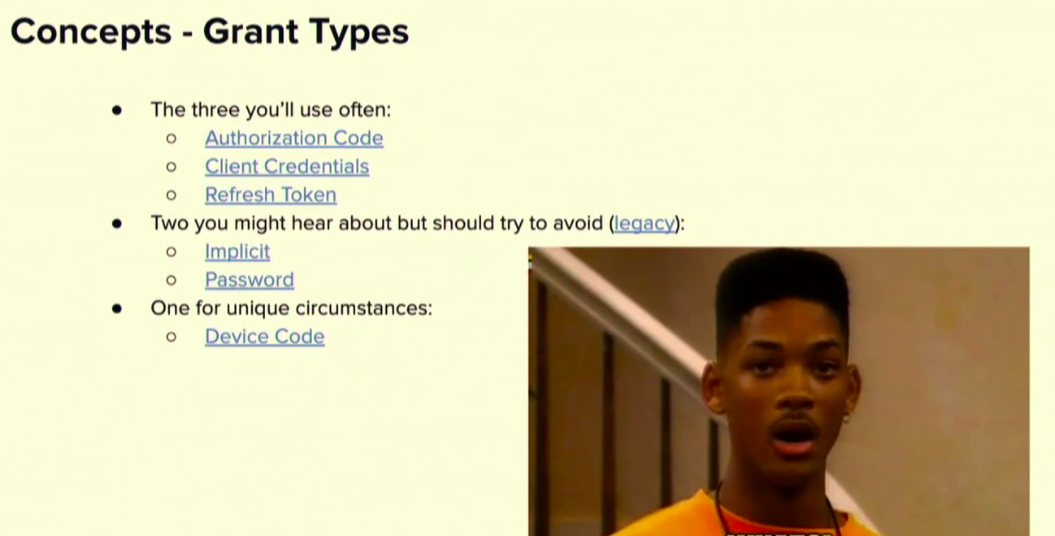 Concepts - Grant Types
● The three you'll use often:
○ Authorization Code
○ Client Credentials
○ Refresh Token
● Two you might hear about but should try to avoid (legacy):
○ Implicit
○ Password
● One for unique circumstances:
○ Device Code